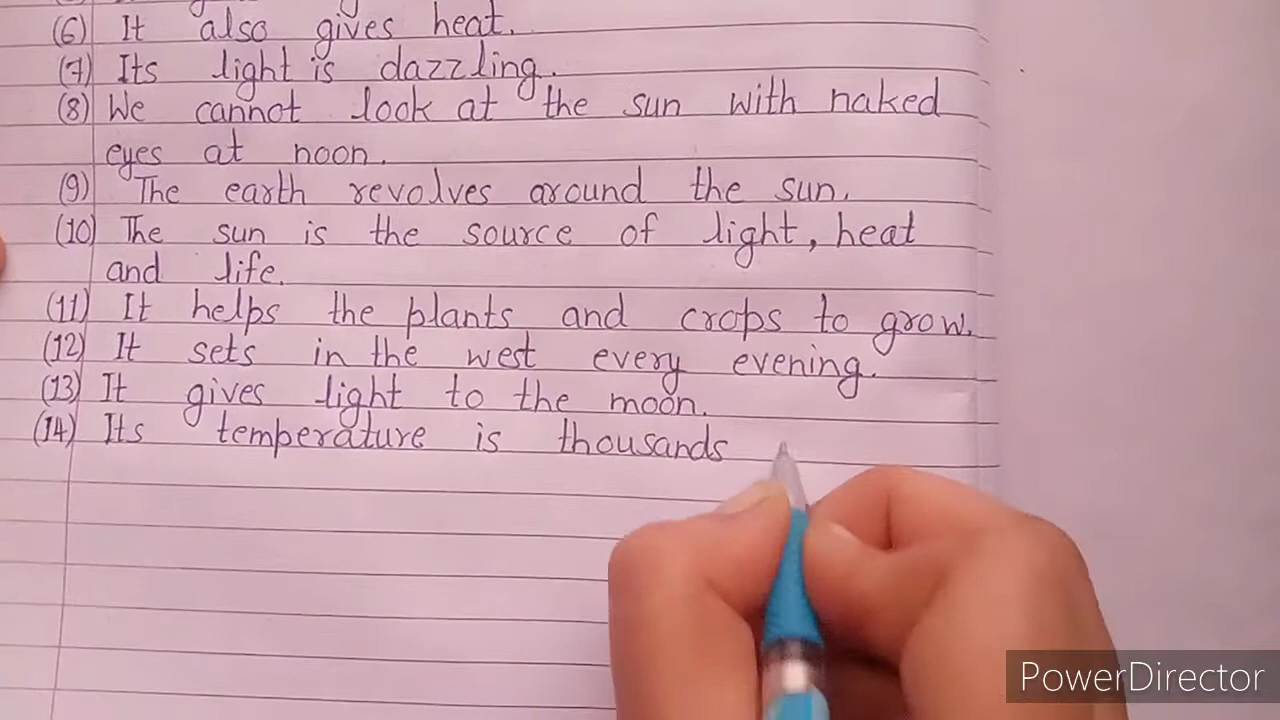 (6) It also gives heat.
(7) Its light is dazzling.
(8) We cannot look at the sun with naked
eyes at noon.
(9) The earth revolves around the sun.
(10) The sun is the source of light, heat
and life.
(11) It helps the plants and crops to grow.
(12) It sets in the west every evening.
(13) It gives light to the moon.
(14) Its temperature is thousands
PowerDirector